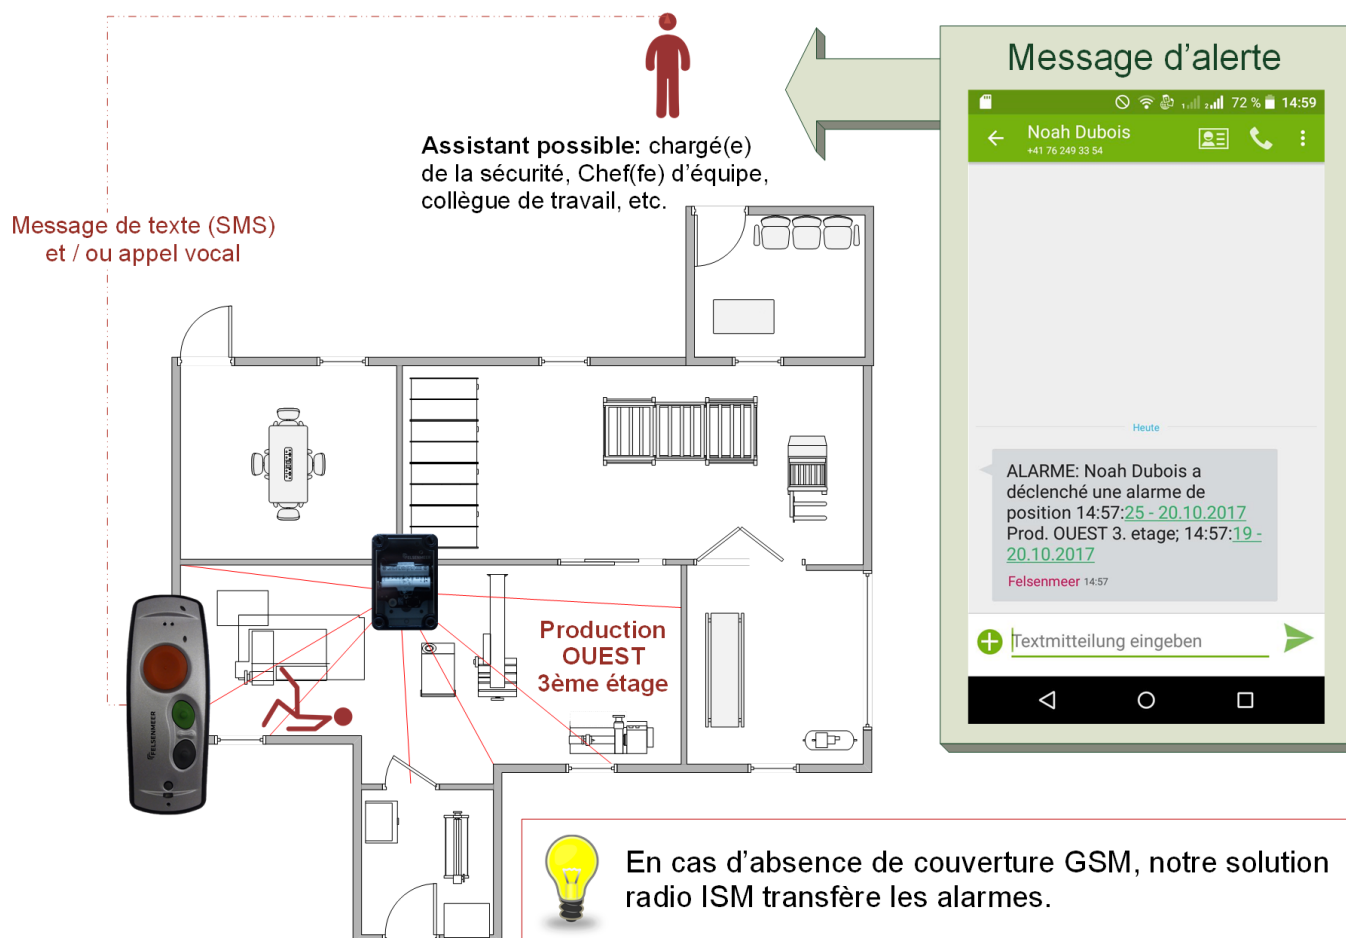 Message d'alerte
72 % 14:59
Noah Dubois
+41 76 249 33 54
Assistant possible: chargé(e)
de la sécurité, Chef(fe) d'équipe,
collègue de travail, etc.
Message de texte (SMS)
et / ou appel vocal
Heute
ALARME: Noah Dubois a
déclenché une alarme de
position 14:57:25 - 20.10.2017
Prod. OUEST 3. etage; 14:57:19 -
20.10.2017
Felsenmeer 14:57
Textmitteilung eingeben
Production
OUEST
3ème étage
FELSENMEER
En cas d'absence de couverture GSM, notre solution
radio ISM transfère les alarmes.